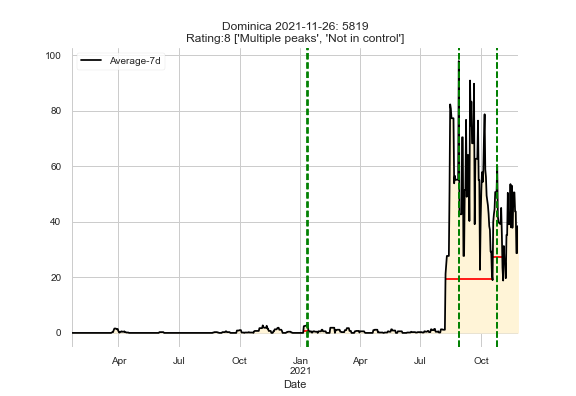 Dominica 2021-11-26: 5819
Rating:8 ['Multiple peaks', 'Not in control']
Average-7d
100
80
60
40
20
0
Apr Jul Oct Jan Apr Jul Oct
2021
Date